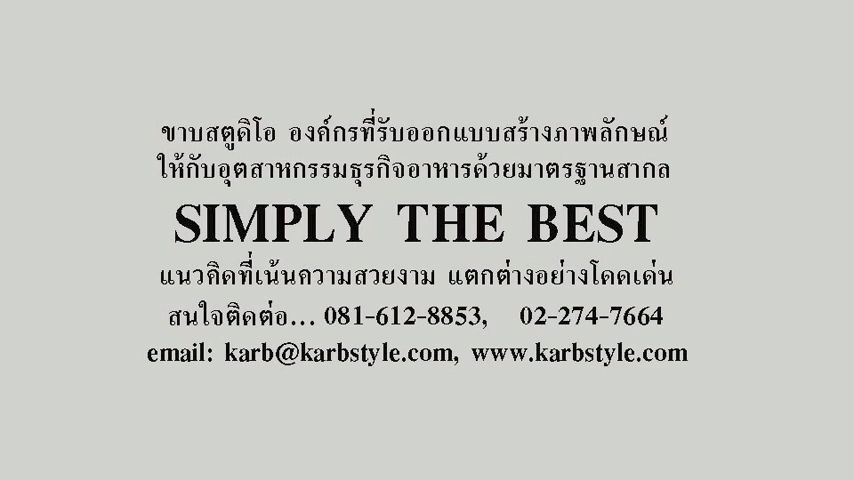 ขาบสตูดิโอ องค์กรที่รับออกแบบสร้างภาพลักษณ์
ให้กับอุตสาหกรรมธุรกิจอาหารด้วยมาตรฐานสากล
SIMPLY THE BEST
แนวคิดที่เน้นความสวยงาม แตกต่างอย่างโดดเด่น
สนใจติดต่อ... 081-612-8853, 02-274-7664
email: karb@karbstyle.com, www.karbstyle.com